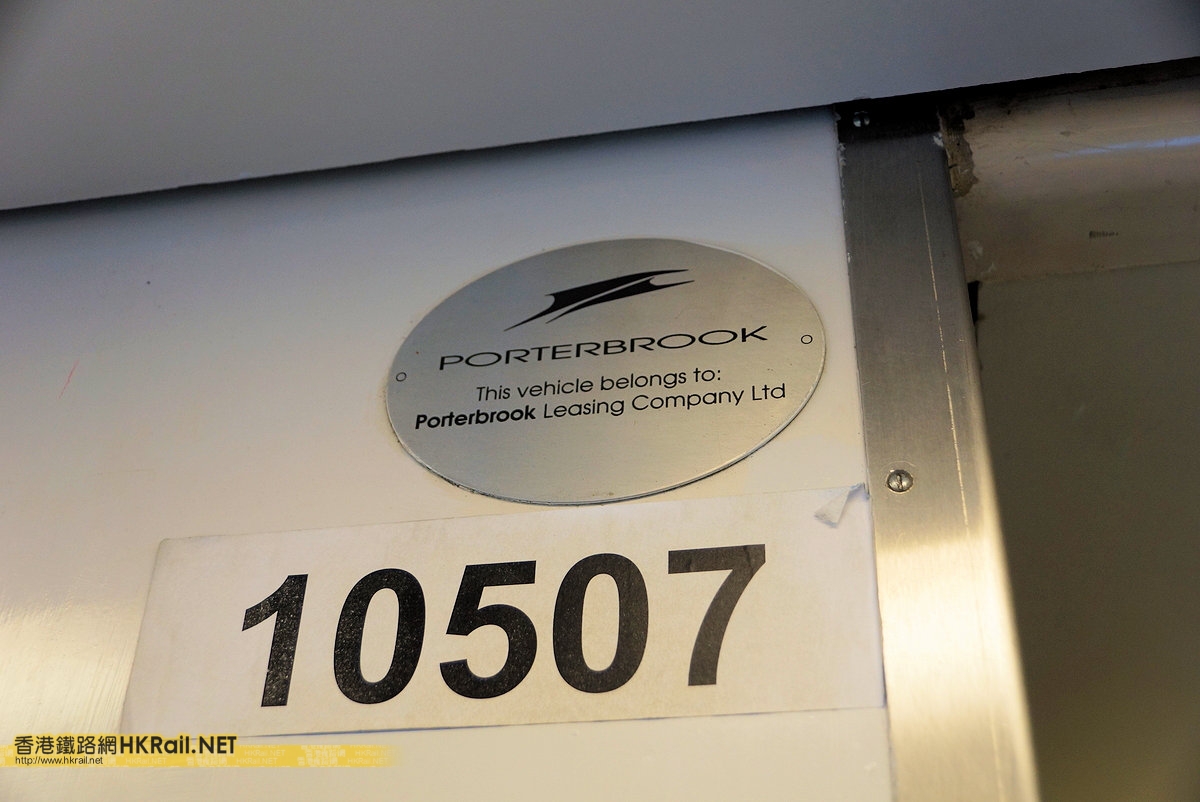 PORTERBROOK
This vehicle belongs to:
Porterbrook Leasing Company Ltd
10507
香港鐵路網HKRail.NET
http://www.hkrail.net